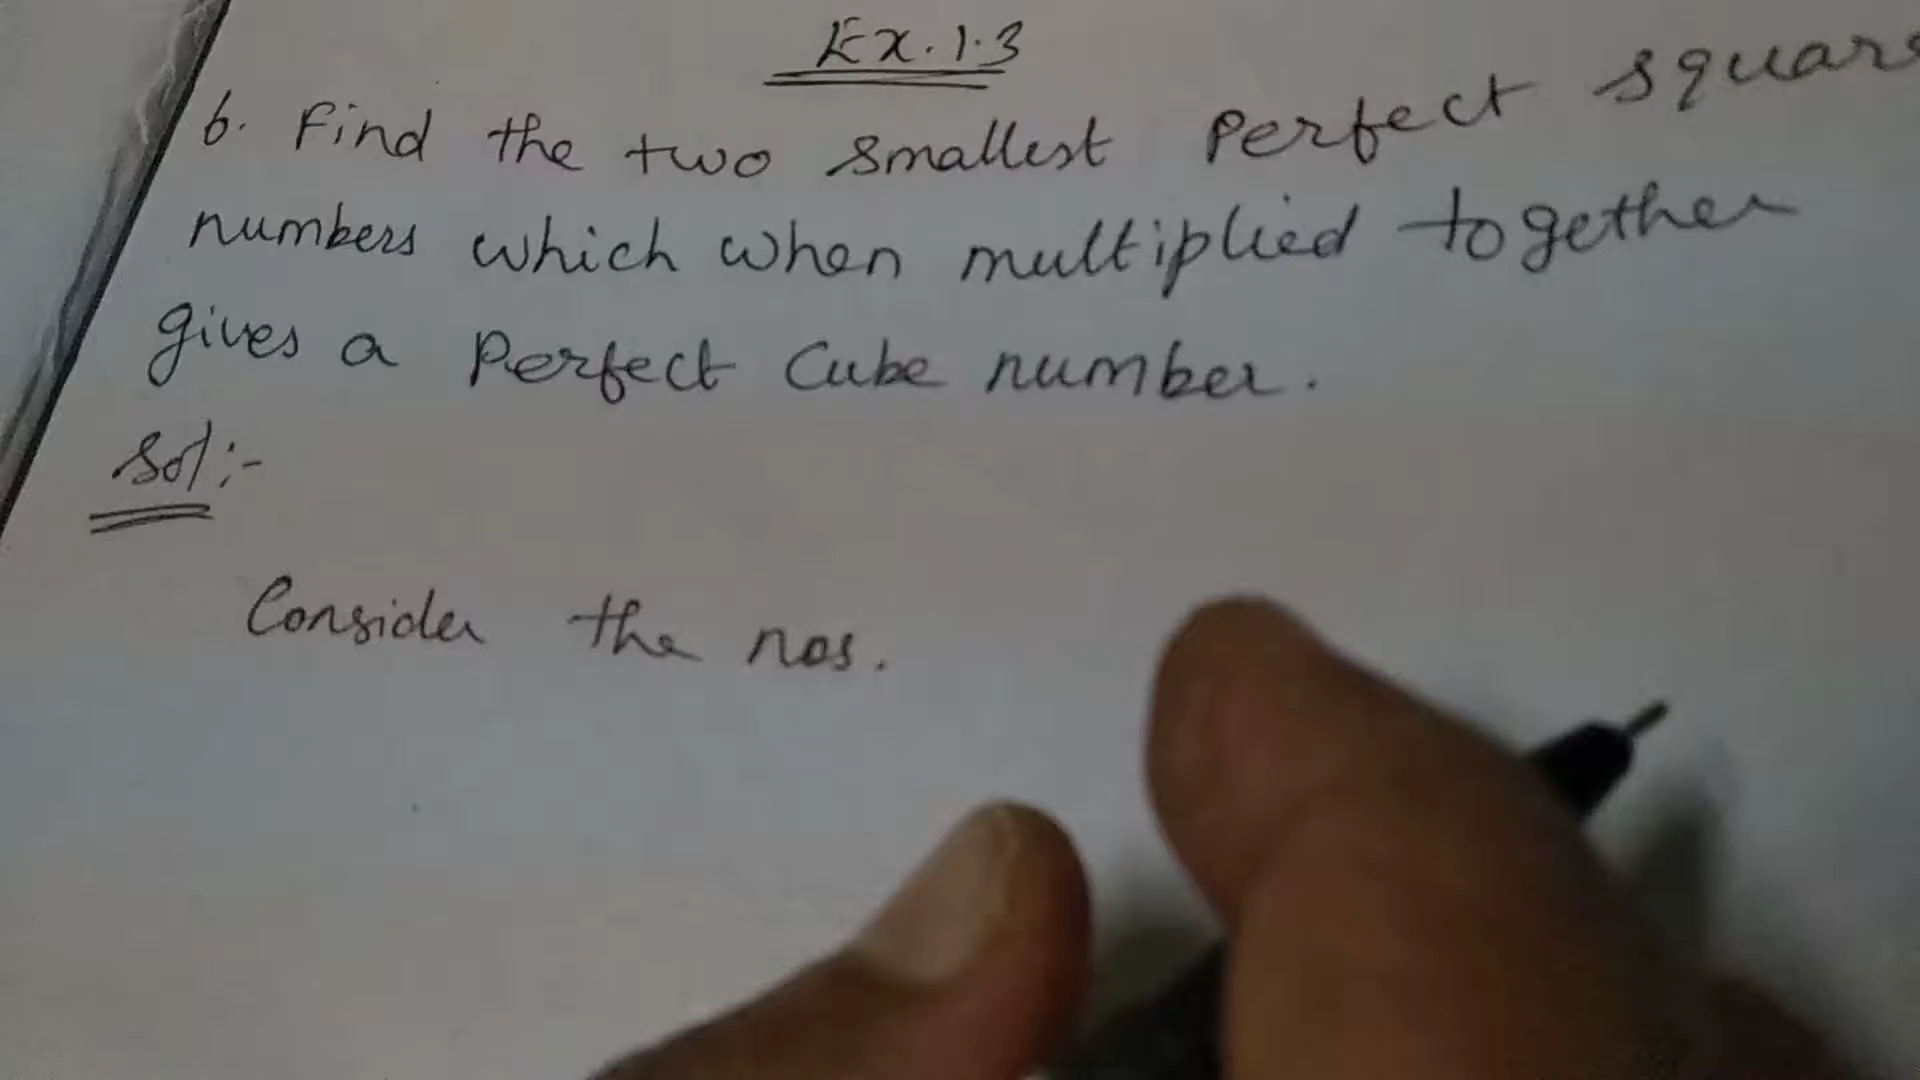 Ex. 1.3
6. Find the two smallest Perfect square
numbers which when multiplied together
gives a Perfect Cube number.
Sol:-
Consider the nos.